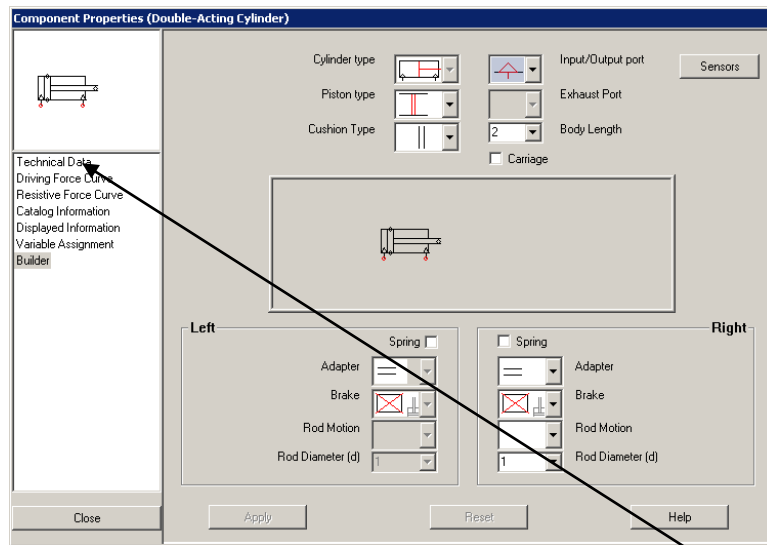 Component Properties (Double-Acting Cylinder)
Cylinder type
Input/Output port
Sensors
Piston type
Exhaust Port
Cushion Type
2
Body Length
Carriage
Technical Data
Driving Force Curve
Resistive Force Curve
Catalog Information
Displayed Information
Variable Assignment
Builder
Left
Right
Spring
Spring
Adapter
Adapter
Brake
Brake
Rod Motion
Rod Motion
Rod Diameter (d)
1
1
Rod Diameter (d)
Close
Apply
Reset
Help